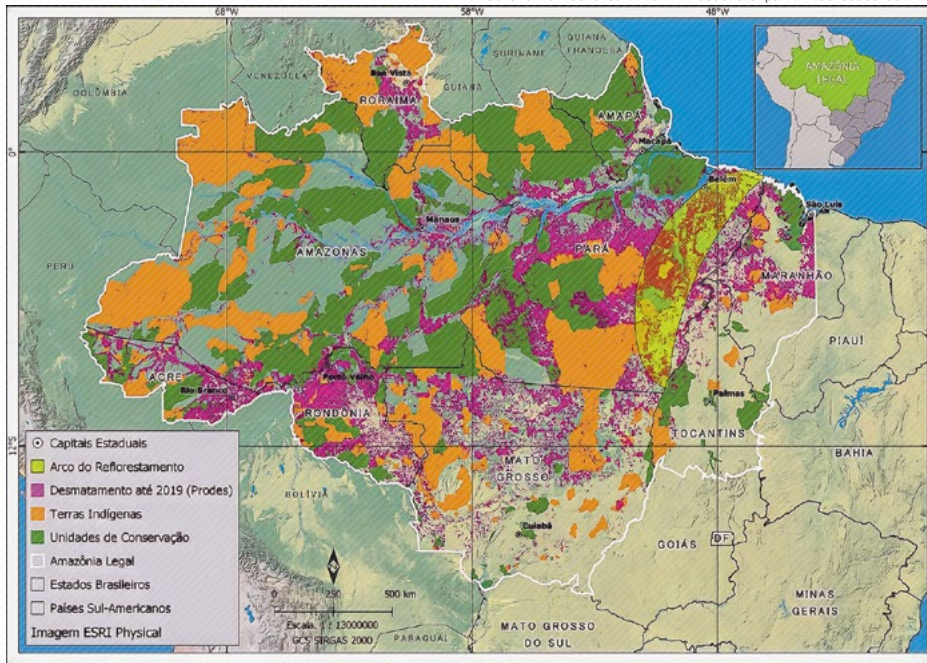 68°W
58°W
48°W
COLÔMBIA
VENEZUELA
GUIANA
SURINAME
GUIANA
FRANCESA
Boa Vista
RORAIMA
AMAPÁ
Macapá
AMAZÔNIA
LEGAL
0°
Belém
São Luís
Manaus
AMAZONAS
PARÁ
MARANHÃO
PERU
PIAUÍ
ACRE
Rio Branco
Porto Velho
RONDÔNIA
Palmas
TOCANTINS
12°S
MATO
GROSSO
BAHIA
BOLÍVIA
Cuiabá
GOIÁS
DF
MINAS
GERAIS
MATO GROSSO
DO SUL
PARAGUAI
Capitais Estaduais
Arco do Reflorestamento
Desmatamento até 2019 (Prodes)
Terras Indígenas
Unidades de Conservação
Amazônia Legal
Estados Brasileiros
Países Sul-Americanos
Imagem ESRI Physical
N
0 250 500 km
Escala. 1 : 13000000
GCS SIRGAS 2000